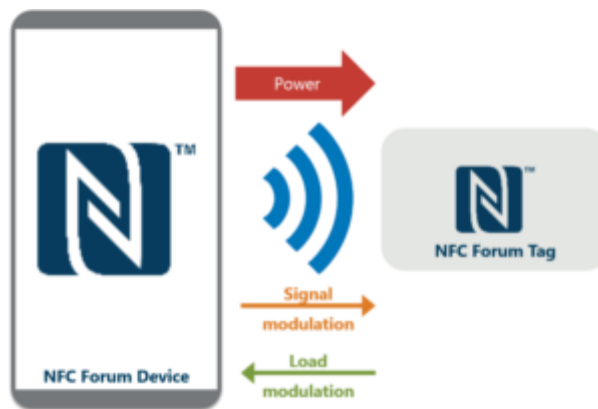 Power
TM
TM
NFC Forum Tag
Signal
modulation
Load
modulation
NFC Forum Device